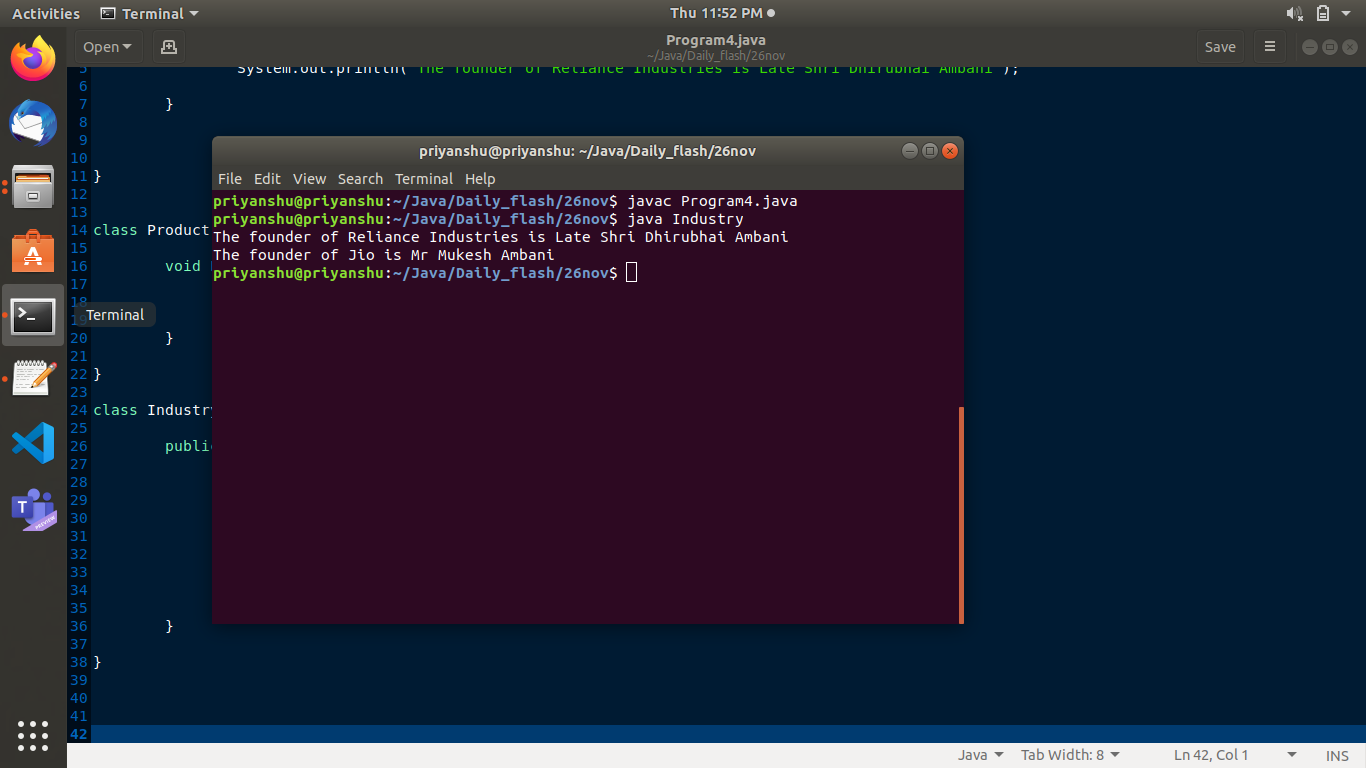 Activities Terminal Thu 11:52 PM
Open Program4.java Save
~/Java/Daily_flash/26nov
5 System.out.println("The founder of Reliance Industries is Late Shri Dhirubhai Ambani");
6
7 }
8
9
10
11 }
12
13
14 class Product
15
16 void
17
18
19
20 }
21
22 }
23
24 class Industry
25
26 public
27
28
29
30
31
32
33
34
35
36 }
37
38 }
39
40
41
42
Terminal
T
PREVIEW
priyanshu@priyanshu: ~/Java/Daily_flash/26nov
File Edit View Search Terminal Help
priyanshu@priyanshu:~/Java/Daily_flash/26nov$ javac Program4.java
priyanshu@priyanshu:~/Java/Daily_flash/26nov$ java Industry
The founder of Reliance Industries is Late Shri Dhirubhai Ambani
The founder of Jio is Mr Mukesh Ambani
priyanshu@priyanshu:~/Java/Daily_flash/26nov$
Java Tab Width: 8 Ln 42, Col 1 INS